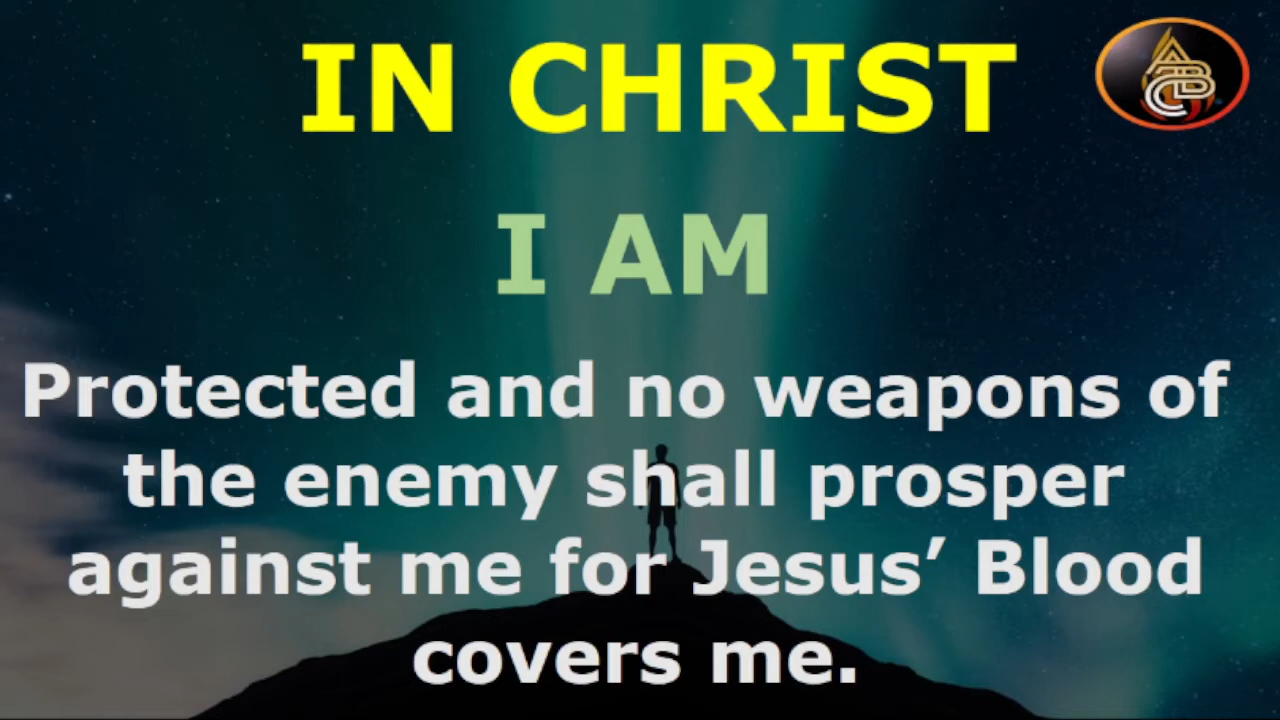 IN CHRIST
I AM
Protected and no weapons of
the enemy shall prosper
against me for Jesus’ Blood
covers me.